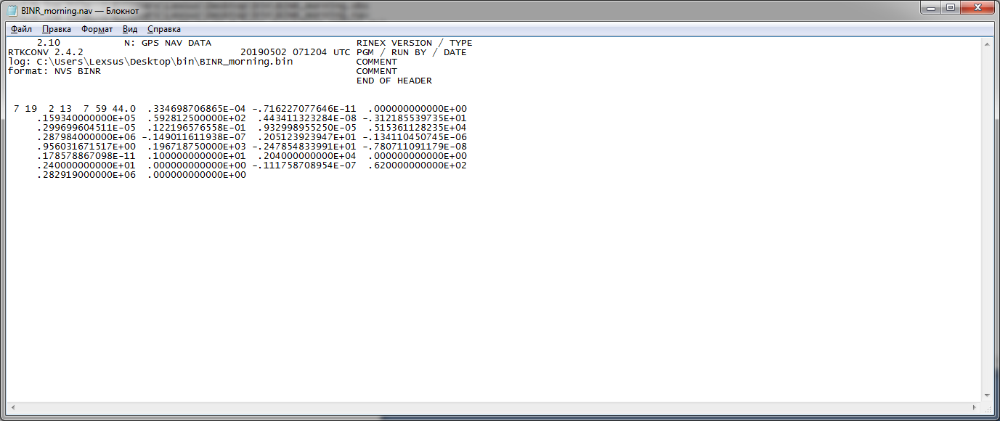 BINR_morning.nav — Блокнот
Файл Правка Формат Вид Справка
2.10 N: GPS NAV DATA RINEX VERSION / TYPE
RTKCONV 2.4.2 20190502 071204 UTC PGM / RUN BY / DATE
log: C:\Users\Lexsus\Desktop\bin\BINR_morning.bin COMMENT
format: NVS BINR COMMENT
END OF HEADER
7 19 2 13 7 59 44.0 .334698706865E-04 -.716227077646E-11 .000000000000E+00
.159340000000E+05 .592812500000E+02 .443411323284E-08 -.312185539735E+01
.299699604511E-05 .122196576558E-01 .932998955250E-05 .515361128235E+04
.287984000000E+06 -.149011611938E-07 .205123923947E+01 -.134110450745E-06
.956031671517E+00 .196718750000E+03 -.247854833991E+01 -.780711091179E-08
.178578867098E-11 .100000000000E+01 .204000000000E+04 .000000000000E+00
.240000000000E+01 .000000000000E+00 -.111758708954E-07 .620000000000E+02
.282919000000E+06 .000000000000E+00